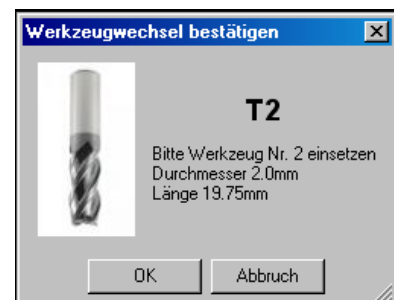 Werkzeugwechsel bestätigen
T2
Bitte Werkzeug Nr. 2 einsetzen
Durchmesser 2.0mm
Länge 19.75mm
OK
Abbruch